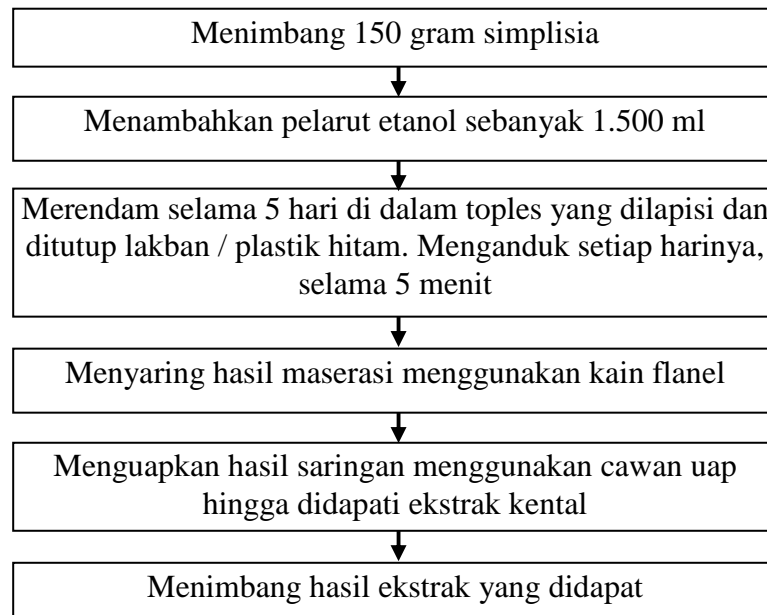 Menimbang 150 gram simplisia
Menambahkan pelarut etanol sebanyak 1.500 ml
Merendam selama 5 hari di dalam toples yang dilapisi dan
ditutup lakban / plastik hitam. Menganduk setiap harinya,
selama 5 menit
Menyaring hasil maserasi menggunakan kain flanel
Menguapkan hasil saringan menggunakan cawan uap
hingga didapati ekstrak kental
Menimbang hasil ekstrak yang didapat